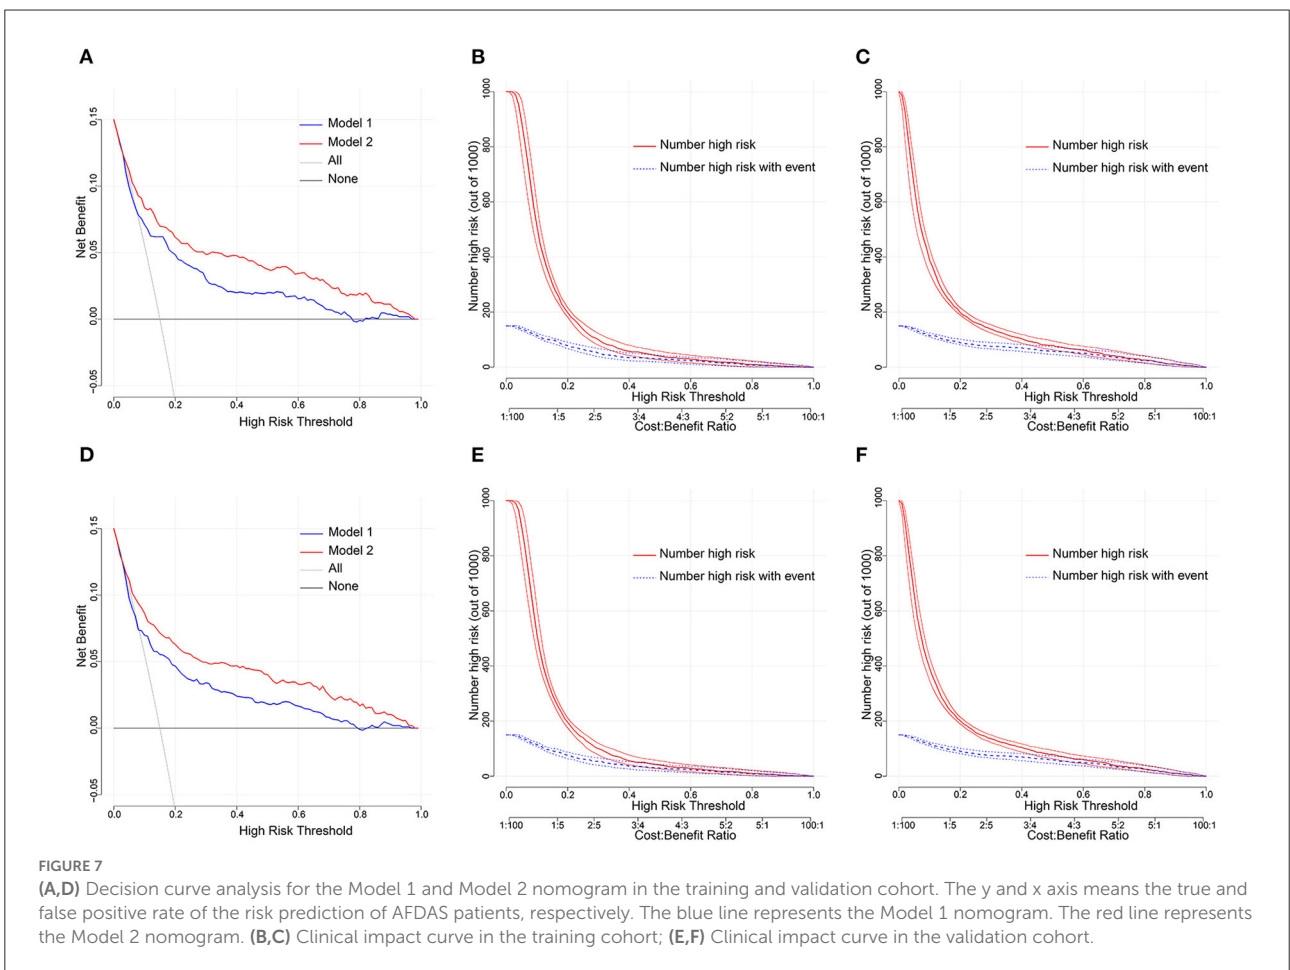 A
0.15
0.10
0.05
0.00
−0.05
Net Benefit
Model 1
Model 2
All
None
0.0 0.2 0.4 0.6 0.8 1.0
High Risk Threshold
B
1000
800
600
400
200
0
Number high risk (out of 1000)
Number high risk
Number high risk with event
0.0 0.2 0.4 0.6 0.8 1.0
High Risk Threshold
1:100 1:5 2:5 3:4 4:3 5:2 5:1 100:1
Cost:Benefit Ratio
C
1000
800
600
400
200
0
Number high risk (out of 1000)
Number high risk
Number high risk with event
0.0 0.2 0.4 0.6 0.8 1.0
High Risk Threshold
1:100 1:5 2:5 3:4 4:3 5:2 5:1 100:1
Cost:Benefit Ratio
D
0.15
0.10
0.05
0.00
−0.05
Net Benefit
Model 1
Model 2
All
None
0.0 0.2 0.4 0.6 0.8 1.0
High Risk Threshold
E
1000
800
600
400
200
0
Number high risk (out of 1000)
Number high risk
Number high risk with event
0.0 0.2 0.4 0.6 0.8 1.0
High Risk Threshold
1:100 1:5 2:5 3:4 4:3 5:2 5:1 100:1
Cost:Benefit Ratio
F
1000
800
600
400
200
0
Number high risk (out of 1000)
Number high risk
Number high risk with event
0.0 0.2 0.4 0.6 0.8 1.0
High Risk Threshold
1:100 1:5 2:5 3:4 4:3 5:2 5:1 100:1
Cost:Benefit Ratio
FIGURE 7
(A,D) Decision curve analysis for the Model 1 and Model 2 nomogram in the training and validation cohort. The y and x axis means the true and
false positive rate of the risk prediction of AFDAS patients, respectively. The blue line represents the Model 1 nomogram. The red line represents
the Model 2 nomogram. (B,C) Clinical impact curve in the training cohort; (E,F) Clinical impact curve in the validation cohort.